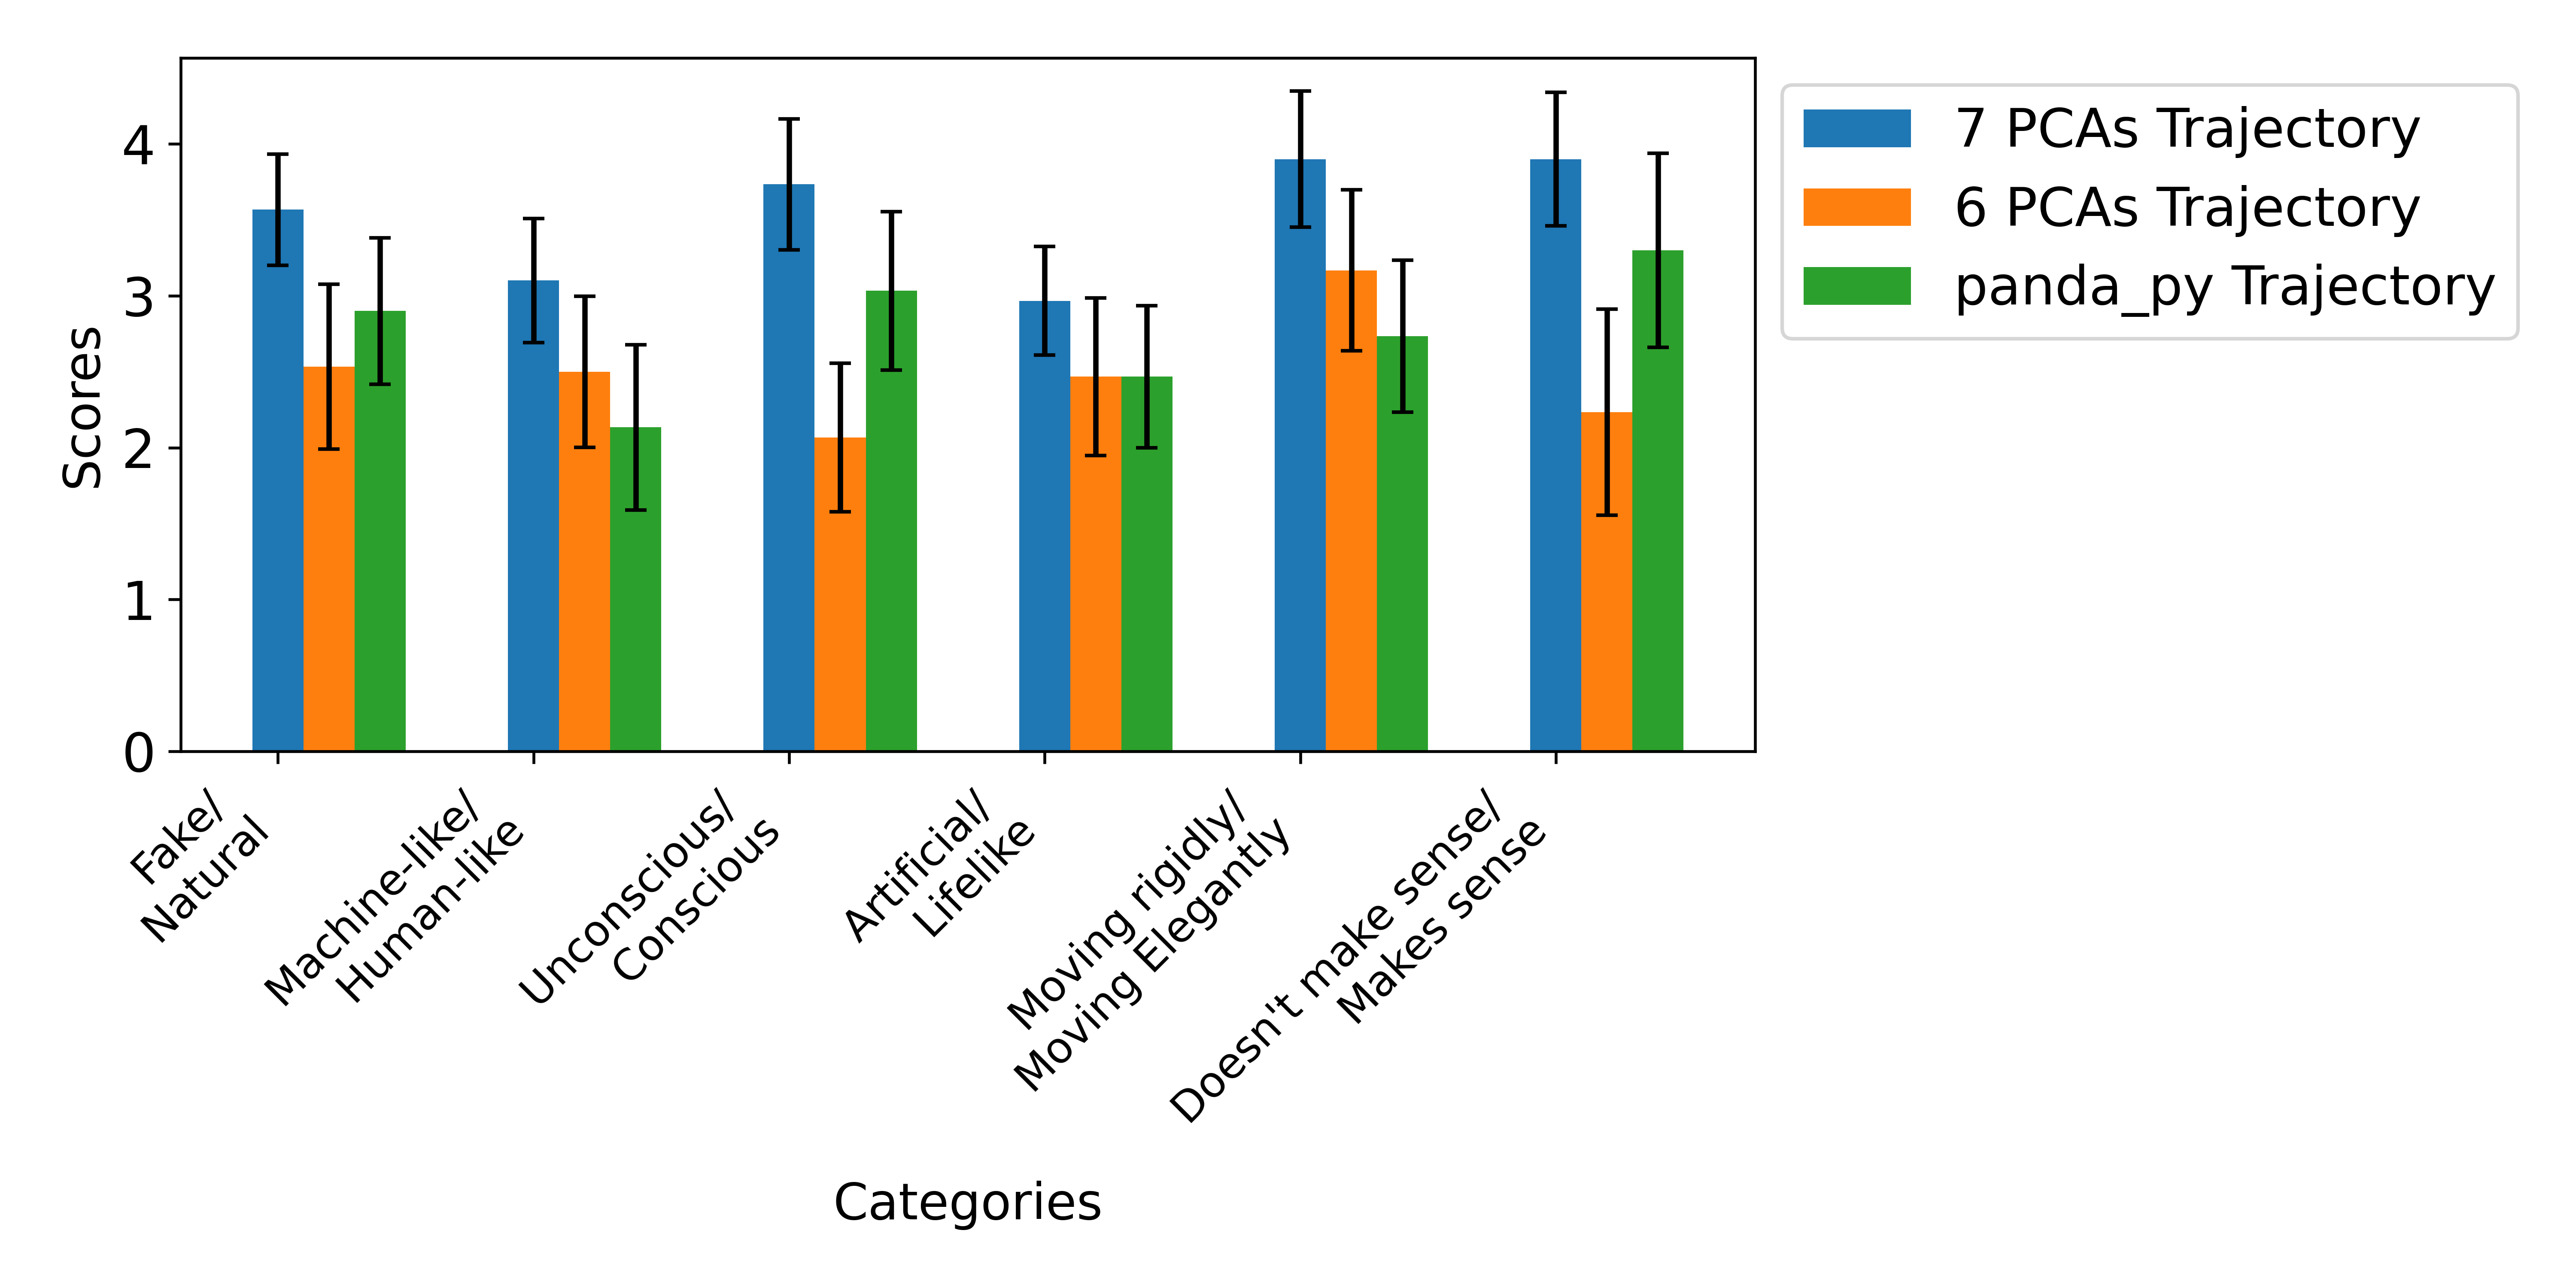 7 PCAs Trajectory
6 PCAs Trajectory
panda_py Trajectory
Scores
4
3
2
1
0
Fake/
Natural
Machine-like/
Human-like
Unconscious/
Conscious
Artificial/
Lifelike
Moving rigidly/
Moving Elegantly
Doesn't make sense/
Makes sense
Categories